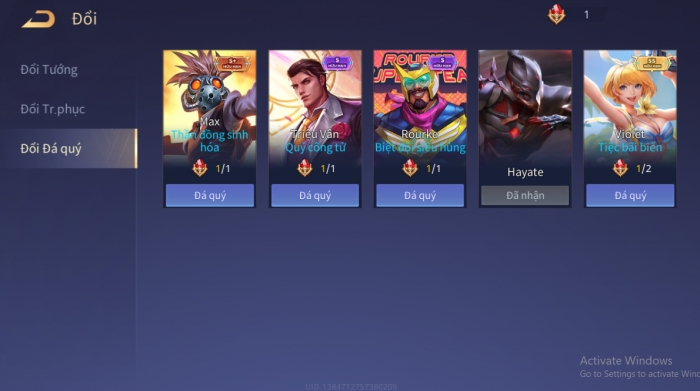 Đổi
1
Đổi Tướng
Đổi Tr.phục
Đổi Đá quý
S+
HỮU HẠN
Max
Thần đồng sinh hóa
1/1
Đá quý
S
HỮU HẠN
Triệu Vân
Quý công tử
1/1
Đá quý
S
HỮU HẠN
Rourke
Biệt đội siêu hùng
1/1
Đá quý
Hayate
Đã nhận
SS
HỮU HẠN
Violet
Tiệc bãi biển
1/2
Đá quý
Activate Windows
Go to Settings to activate Wind